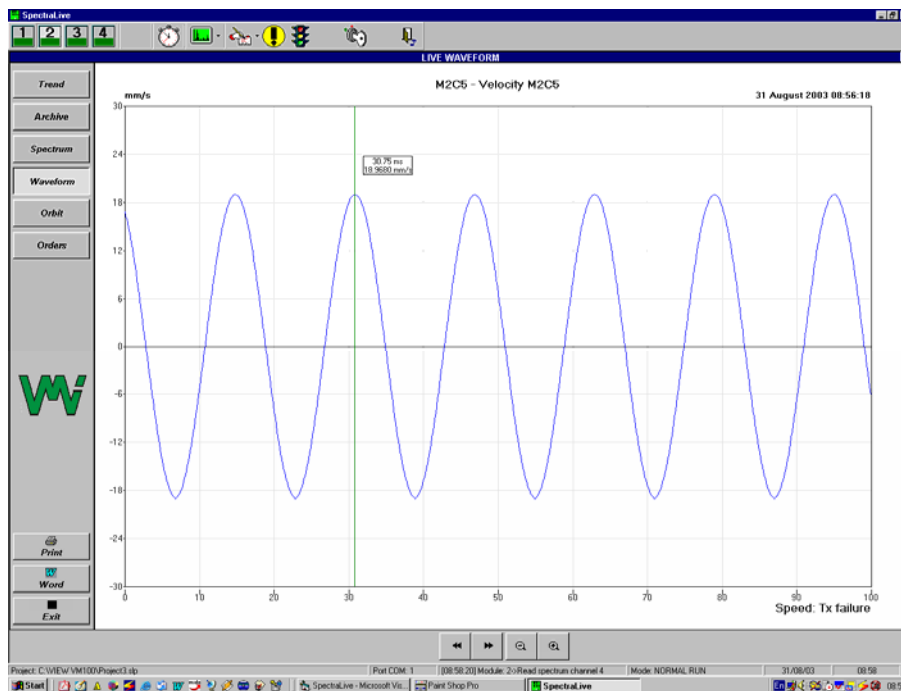 SpectraLive
1 2 3 4
LIVE WAVEFORM
Trend
Archive
Spectrum
Waveform
Orbit
Orders
Print
Word
Exit
M2C5 - Velocity M2C5
mm/s
31 August 2003 08:56:18
30
24
18
12
6
0
-6
-12
-18
-24
-30
30.75 ms
18.9680 mm/s
0 10 20 30 40 50 60 70 80 90 100
Speed: Tx failure
VMI
Project: C:\VIEW VM100\Project3.slp
Port COM: 1
[08:58:20] Module: 2->Read spectrum channel 4
Mode: NORMAL RUN
31/08/03
08:58
Start
SpectraLive - Microsoft Vis...
Paint Shop Pro
SpectraLive
En